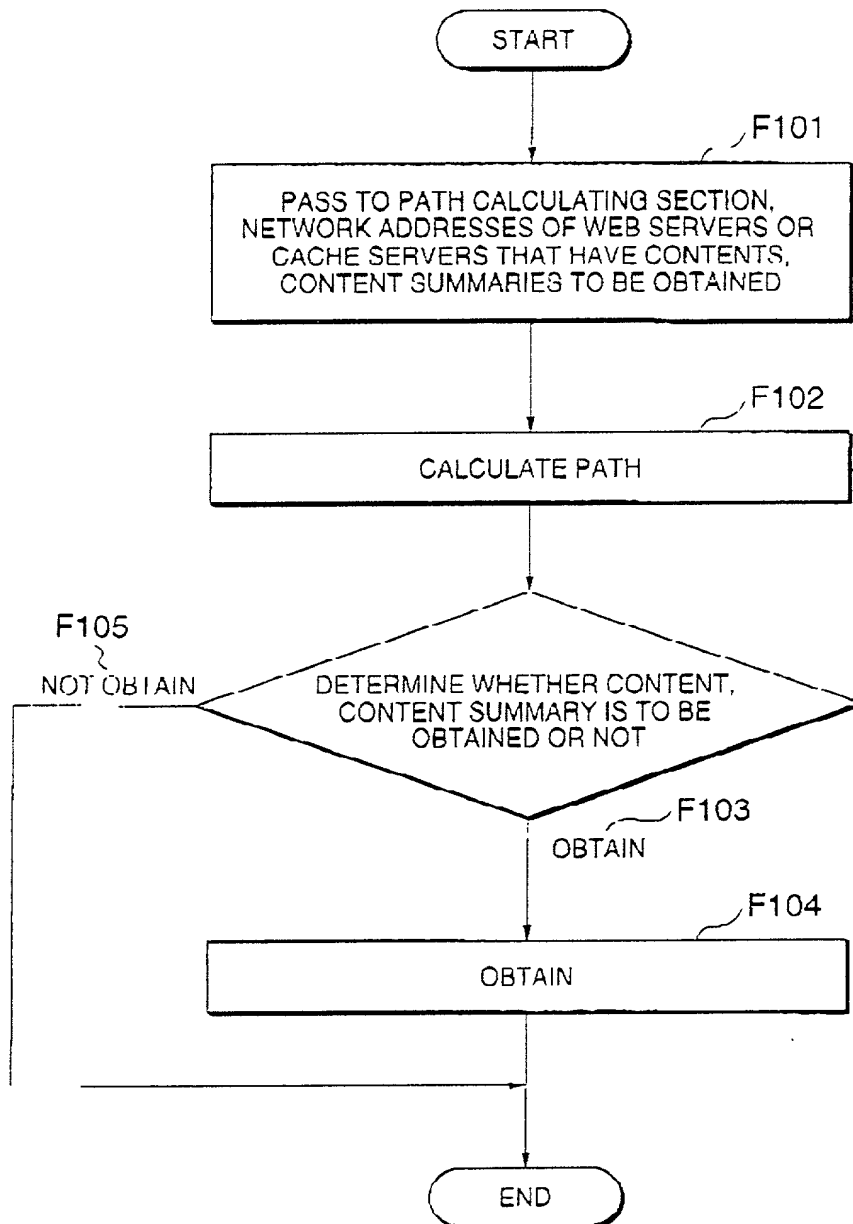 START
F101
PASS TO PATH CALCULATING SECTION,
NETWORK ADDRESSES OF WEB SERVERS OR
CACHE SERVERS THAT HAVE CONTENTS,
CONTENT SUMMARIES TO BE OBTAINED
F102
CALCULATE PATH
F105
NOT OBTAIN
DETERMINE WHETHER CONTENT,
CONTENT SUMMARY IS TO BE
OBTAINED OR NOT
F103
OBTAIN
F104
OBTAIN
END